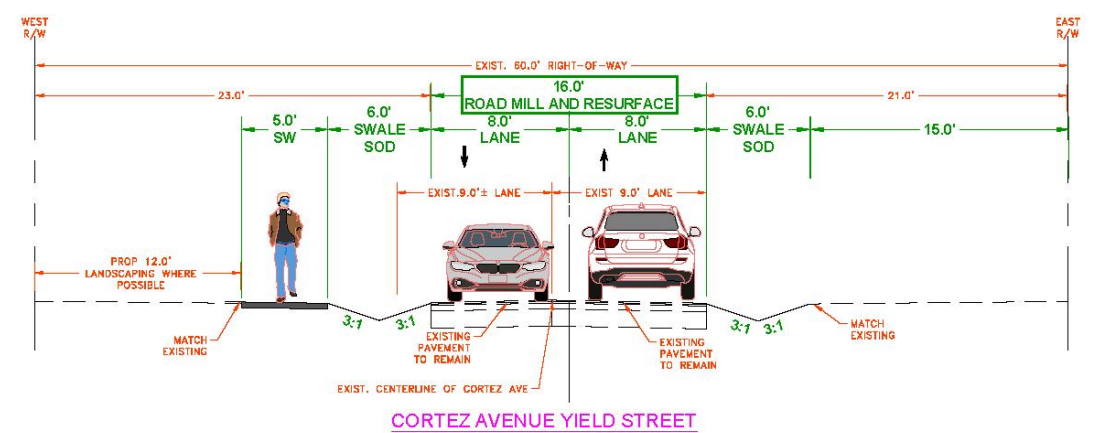 WEST
R/W
EAST
R/W
EXIST. 60.0' RIGHT-OF-WAY
16.0'
ROAD MILL AND RESURFACE
23.0'
21.0'
5.0'
SW
6.0'
SWALE
SOD
8.0'
LANE
8.0'
LANE
6.0'
SWALE
SOD
15.0'
EXIST.9.0'± LANE
EXIST 9.0' LANE
PROP 12.0'
LANDSCAPING WHERE
POSSIBLE
3:1
3:1
3:1
3:1
MATCH
EXISTING
EXISTING
PAVEMENT
TO REMAIN
EXISTING
PAVEMENT
TO REMAIN
MATCH
EXISTING
EXIST. CENTERLINE OF CORTEZ AVE
CORTEZ AVENUE YIELD STREET